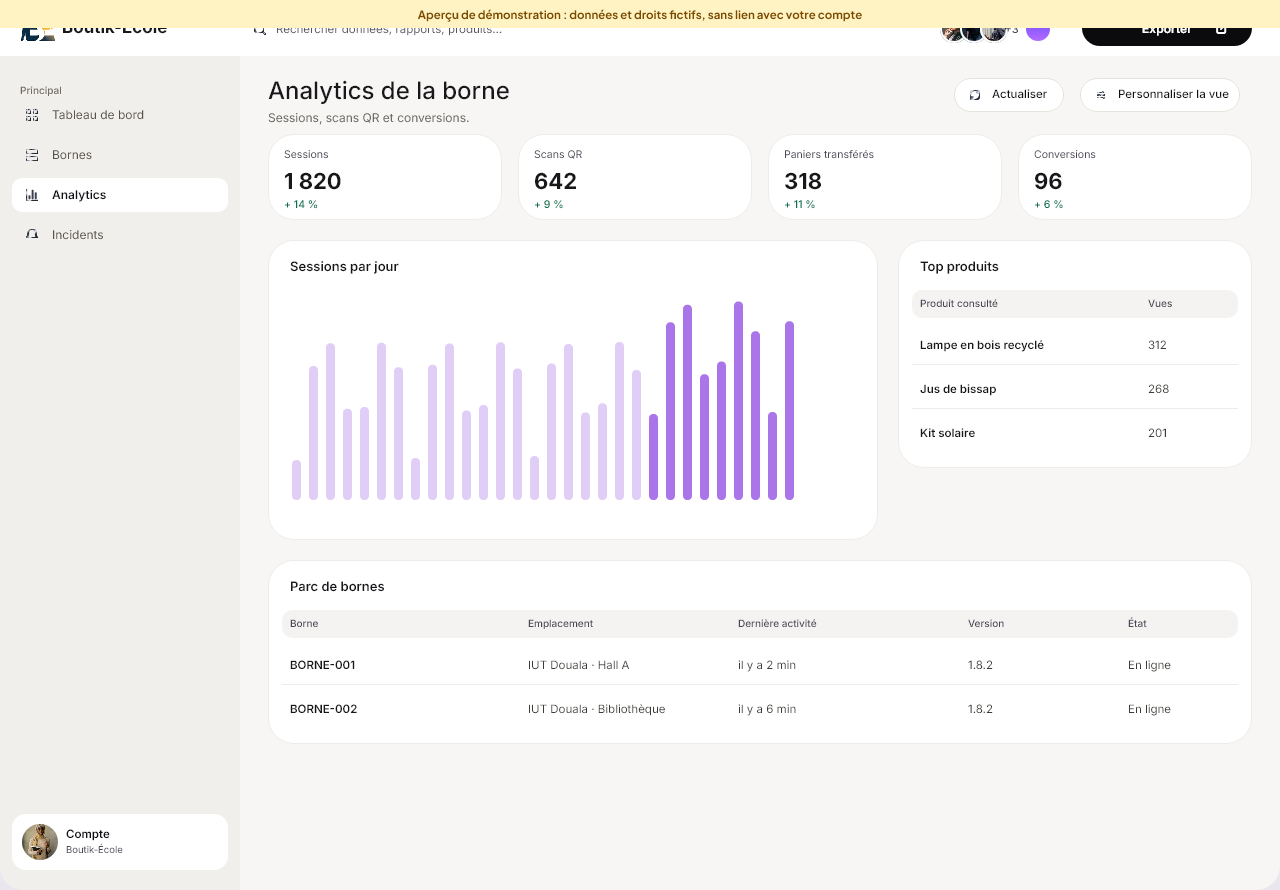 Aperçu de démonstration : données et droits fictifs, sans lien avec votre compte
Boutik-École
Rechercher données, rapports, produits...
+3
Exporter
Principal
Tableau de bord
Bornes
Analytics
Incidents
Analytics de la borne
Sessions, scans QR et conversions.
Actualiser
Personnaliser la vue
Sessions
1 820
+ 14 %
Scans QR
642
+ 9 %
Paniers transférés
318
+ 11 %
Conversions
96
+ 6 %
Sessions par jour
Top produits
Produit consulté Vues
Lampe en bois recyclé 312
Jus de bissap 268
Kit solaire 201
Parc de bornes
Borne Emplacement Dernière activité Version État
BORNE-001 IUT Douala · Hall A il y a 2 min 1.8.2 En ligne
BORNE-002 IUT Douala · Bibliothèque il y a 6 min 1.8.2 En ligne
Compte
Boutik-École